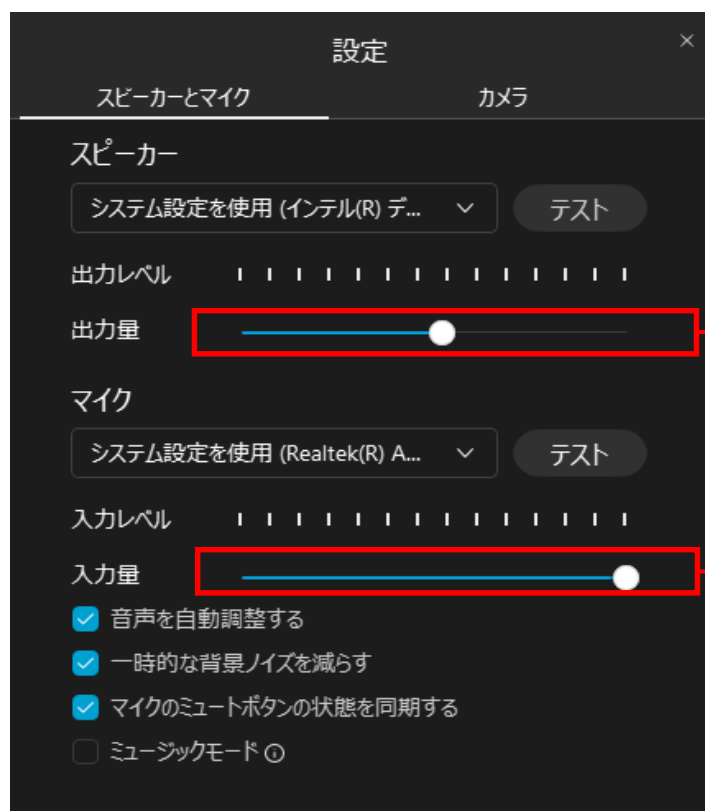 設定
×
スピーカーとマイク カメラ
スピーカー
システム設定を使用 (インテル(R) デ... テスト
出力レベル
出力量
マイク
システム設定を使用 (Realtek(R) A... テスト
入力レベル
入力量
音声を自動調整する
一時的な背景ノイズを減らす
マイクのミュートボタンの状態を同期する
ミュージックモード